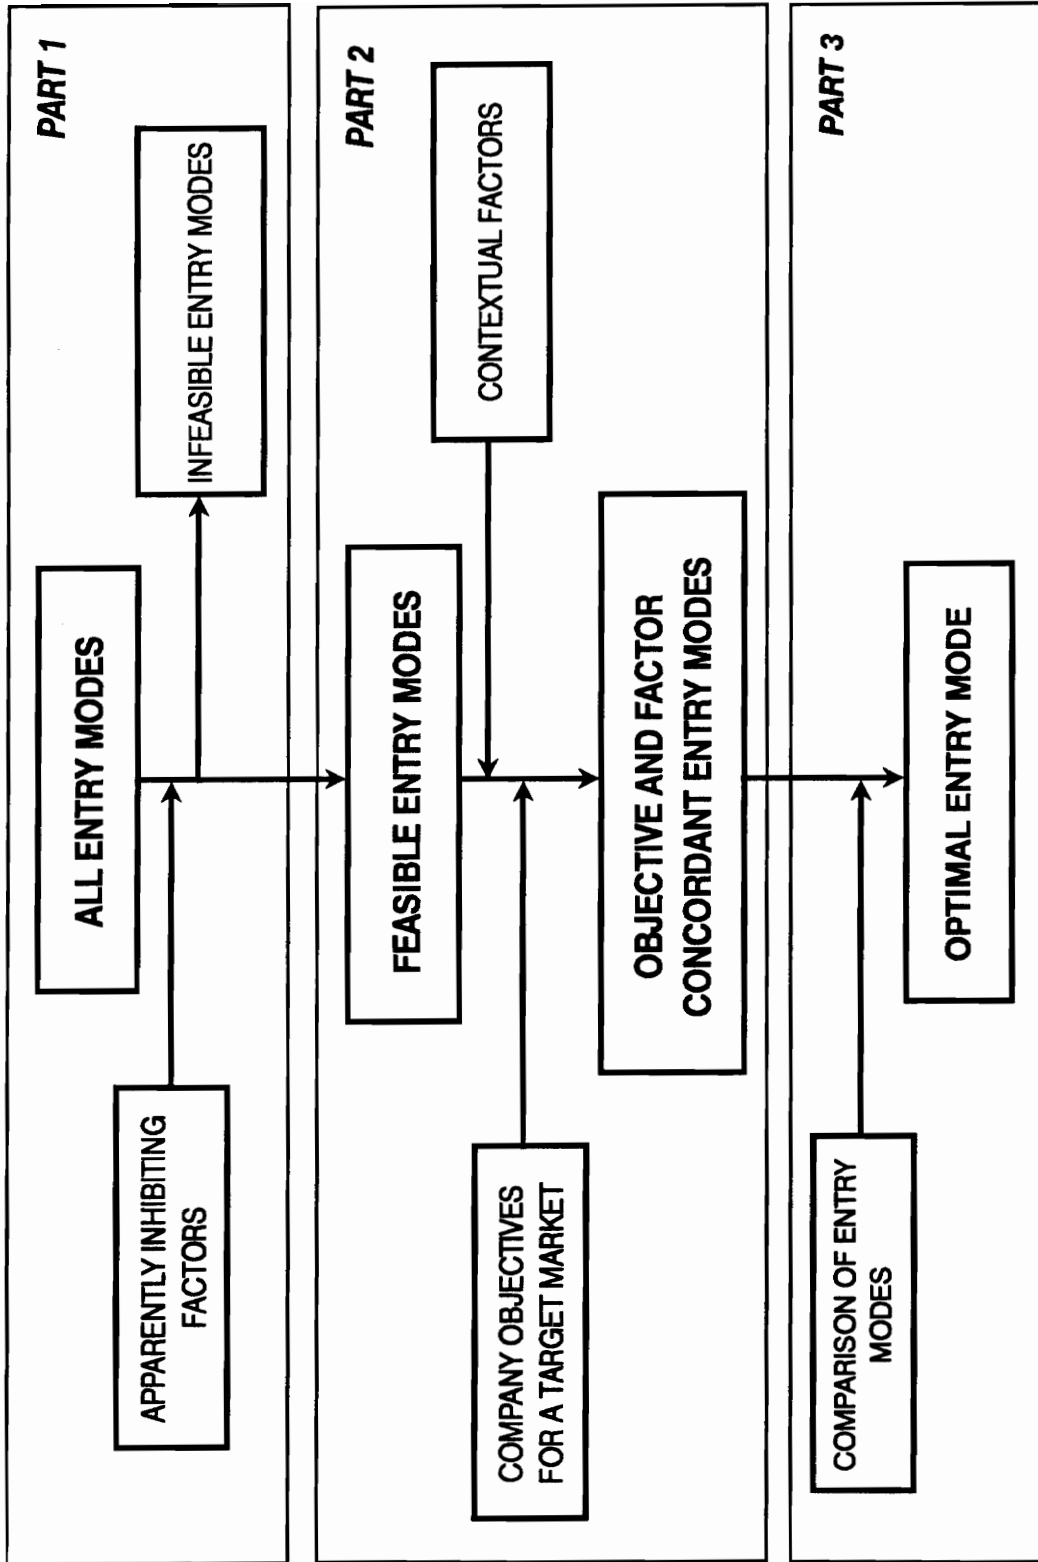 PART 1
ALL ENTRY MODES
APPARENTLY INHIBITING
FACTORS
INFEASIBLE ENTRY MODES
PART 2
FEASIBLE ENTRY MODES
CONTEXTUAL FACTORS
COMPANY OBJECTIVES
FOR A TARGET MARKET
OBJECTIVE AND FACTOR
CONCORDANT ENTRY MODES
PART 3
COMPARISON OF ENTRY
MODES
OPTIMAL ENTRY MODE